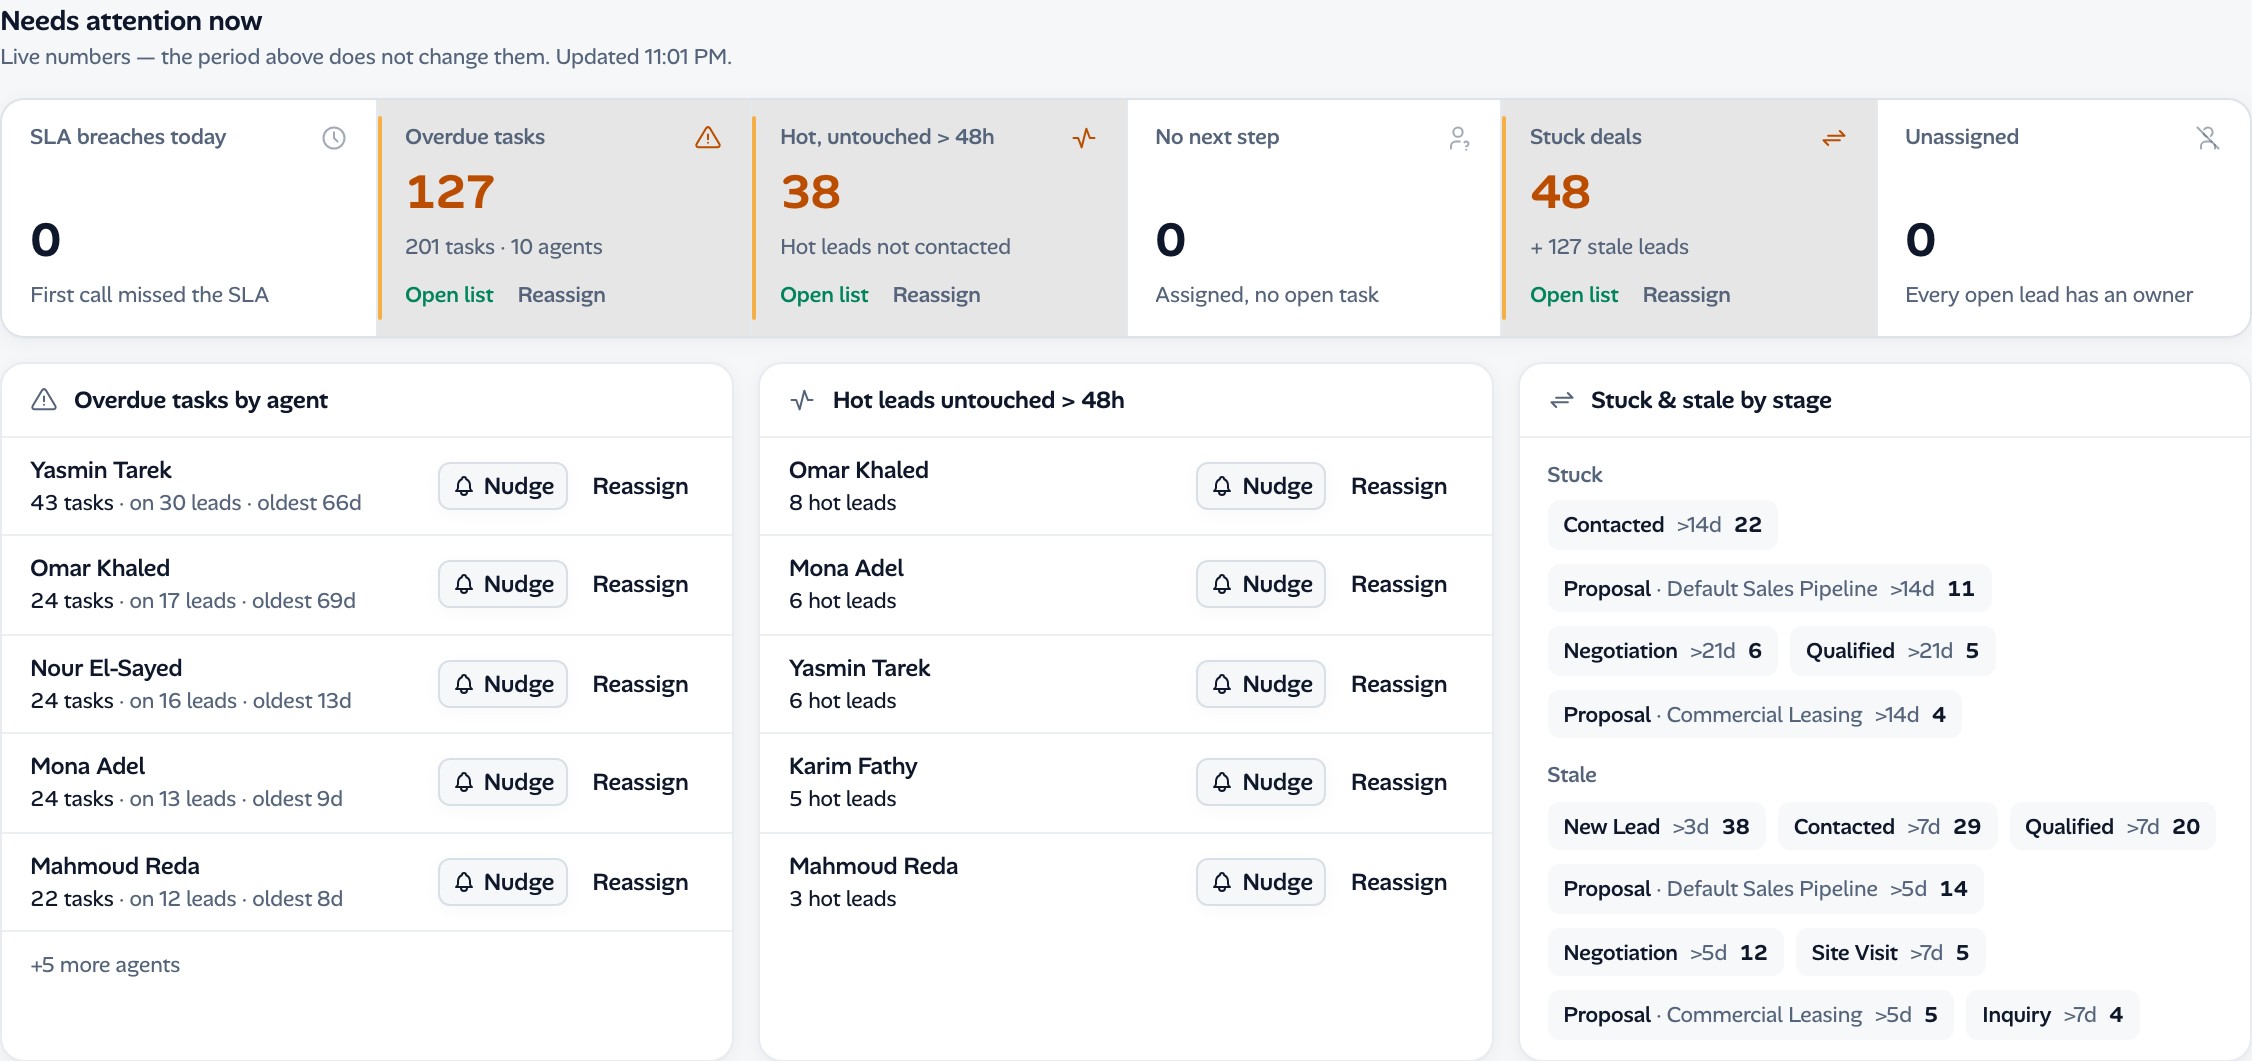 Needs attention now
Live numbers — the period above does not change them. Updated 11:01 PM.
SLA breaches today
0
First call missed the SLA
Overdue tasks
127
201 tasks · 10 agents
Open list Reassign
Hot, untouched > 48h
38
Hot leads not contacted
Open list Reassign
No next step
0
Assigned, no open task
Stuck deals
48
+ 127 stale leads
Open list Reassign
Unassigned
0
Every open lead has an owner
Overdue tasks by agent
Yasmin Tarek
43 tasks · on 30 leads · oldest 66d
Nudge Reassign
Omar Khaled
24 tasks · on 17 leads · oldest 69d
Nudge Reassign
Nour El-Sayed
24 tasks · on 16 leads · oldest 13d
Nudge Reassign
Mona Adel
24 tasks · on 13 leads · oldest 9d
Nudge Reassign
Mahmoud Reda
22 tasks · on 12 leads · oldest 8d
Nudge Reassign
+5 more agents
Hot leads untouched > 48h
Omar Khaled
8 hot leads
Nudge Reassign
Mona Adel
6 hot leads
Nudge Reassign
Yasmin Tarek
6 hot leads
Nudge Reassign
Karim Fathy
5 hot leads
Nudge Reassign
Mahmoud Reda
3 hot leads
Nudge Reassign
Stuck & stale by stage
Stuck
Contacted >14d 22
Proposal · Default Sales Pipeline >14d 11
Negotiation >21d 6 Qualified >21d 5
Proposal · Commercial Leasing >14d 4
Stale
New Lead >3d 38 Contacted >7d 29 Qualified >7d 20
Proposal · Default Sales Pipeline >5d 14
Negotiation >5d 12 Site Visit >7d 5
Proposal · Commercial Leasing >5d 5 Inquiry >7d 4